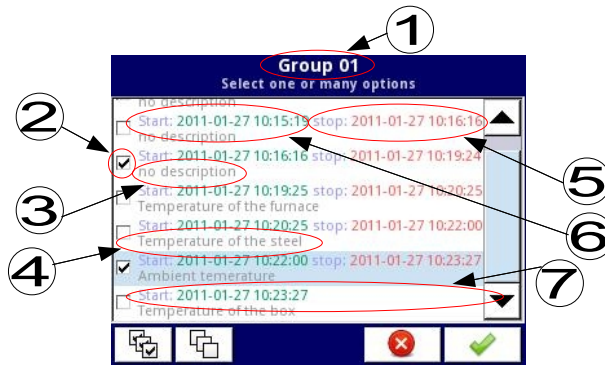 1
Group 01
Select one or many options
no description
Start: 2011-01-27 10:15:19 stop: 2011-01-27 10:16:16
no description
2
Start: 2011-01-27 10:16:16 stop: 2011-01-27 10:19:24
no description
5
3
Start: 2011-01-27 10:19:25 stop: 2011-01-27 10:20:25
Temperature of the furnace
6
Start: 2011-01-27 10:20:25 stop: 2011-01-27 10:22:00
Temperature of the steel
4
Start: 2011-01-27 10:22:00 stop: 2011-01-27 10:23:27
Ambient temerature
7
Start: 2011-01-27 10:23:27
Temperature of the box